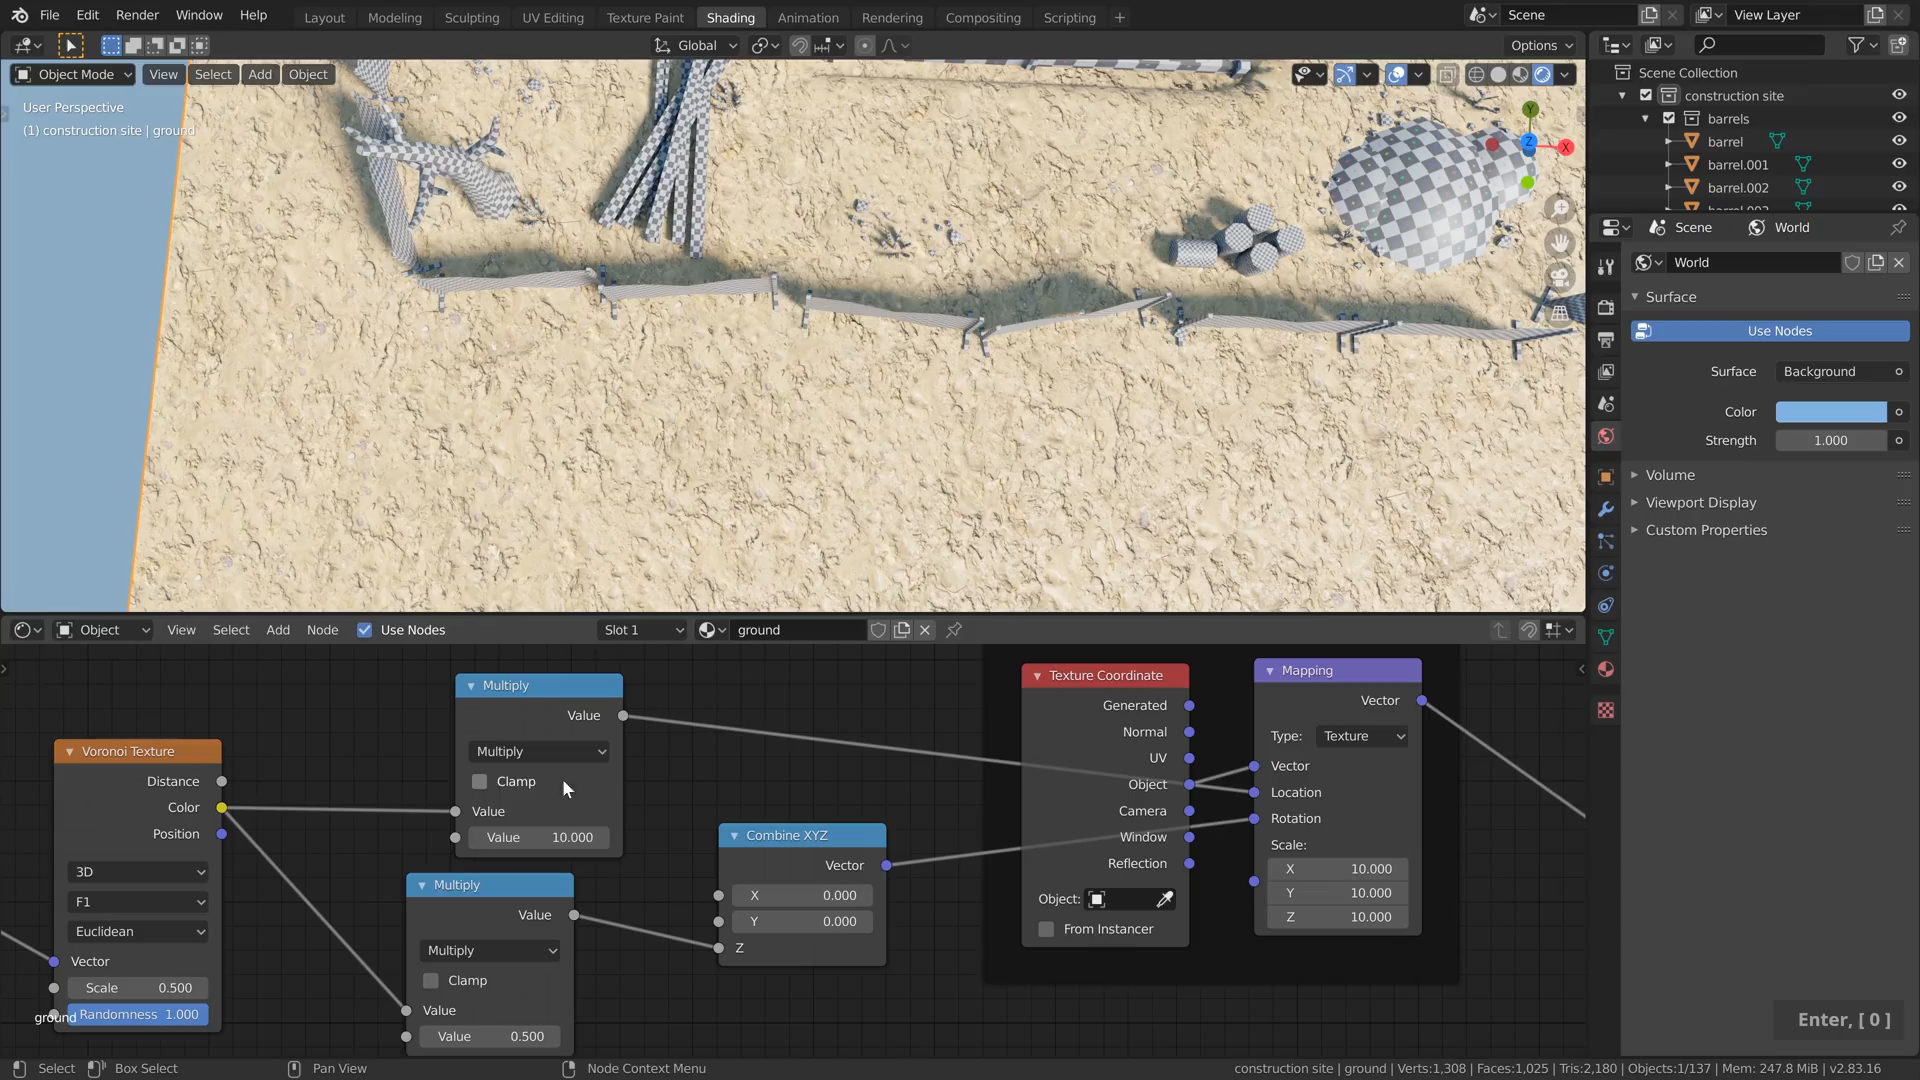 File Edit Render Window Help Layout Modeling Sculpting UV Editing Texture Paint Shading Animation Rendering Compositing Scripting + Scene View Layer
Global Options
Object Mode View Select Add Object
User Perspective
(1) construction site | ground
Y
Z
X
Scene Collection
construction site
barrels
barrel
barrel.001
barrel.002
Scene World
World
Surface
Use Nodes
Surface Background
Color
Strength 1.000
Volume
Viewport Display
Custom Properties
Object View Select Add Node Use Nodes Slot 1 ground
Voronoi Texture
Distance
Color
Position
3D
F1
Euclidean
Vector
Scale 0.500
Randomness 1.000
ground
Multiply
Value
Multiply
Clamp
Value
Value 10.000
Multiply
Value
Multiply
Clamp
Value
Value 0.500
Combine XYZ
Vector
X 0.000
Y 0.000
Z
Texture Coordinate
Generated
Normal
UV
Object
Camera
Window
Reflection
Object:
From Instancer
Mapping
Vector
Type: Texture
Vector
Location
Rotation
Scale:
X 10.000
Y 10.000
Z 10.000
Enter, [ 0 ]
Select Box Select Pan View Node Context Menu construction site | ground | Verts:1,308 | Faces:1,025 | Tris:2,180 | Objects:1/137 | Mem: 247.8 MiB | v2.83.16